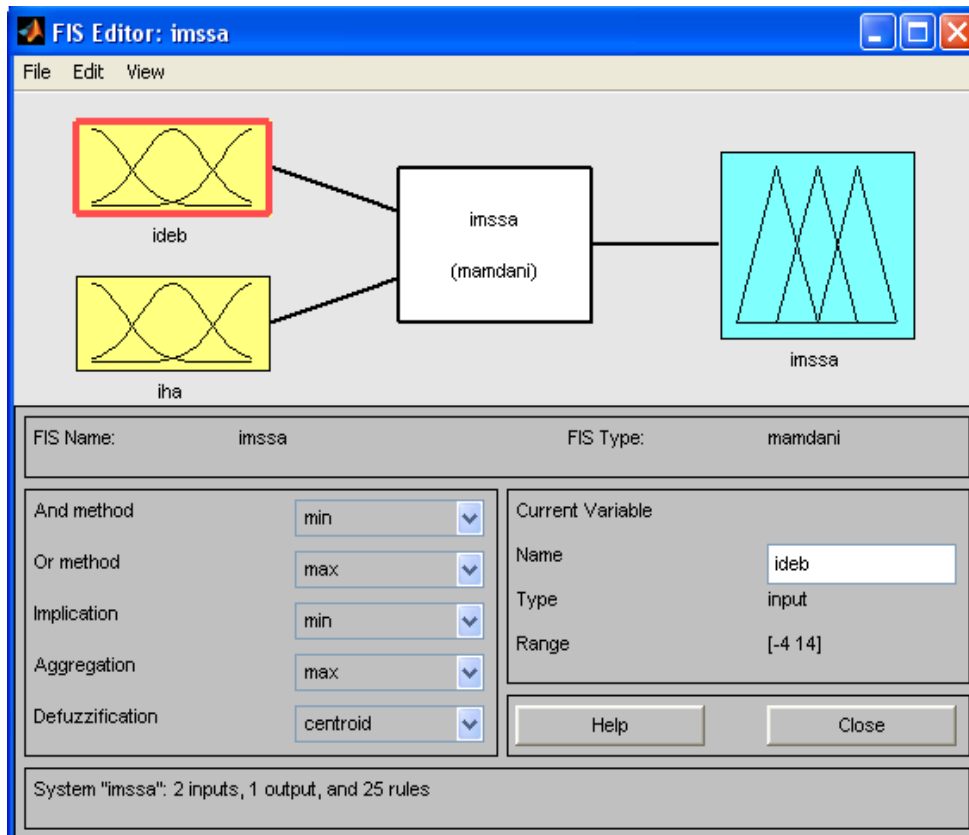 FIS Editor: imssa
File Edit View
ideb
iha
imssa
(mamdani)
imssa
FIS Name: imssa FIS Type: mamdani
And method min
Or method max
Implication min
Aggregation max
Defuzzification centroid
Current Variable
Name ideb
Type input
Range [-4 14]
Help Close
System "imssa": 2 inputs, 1 output, and 25 rules